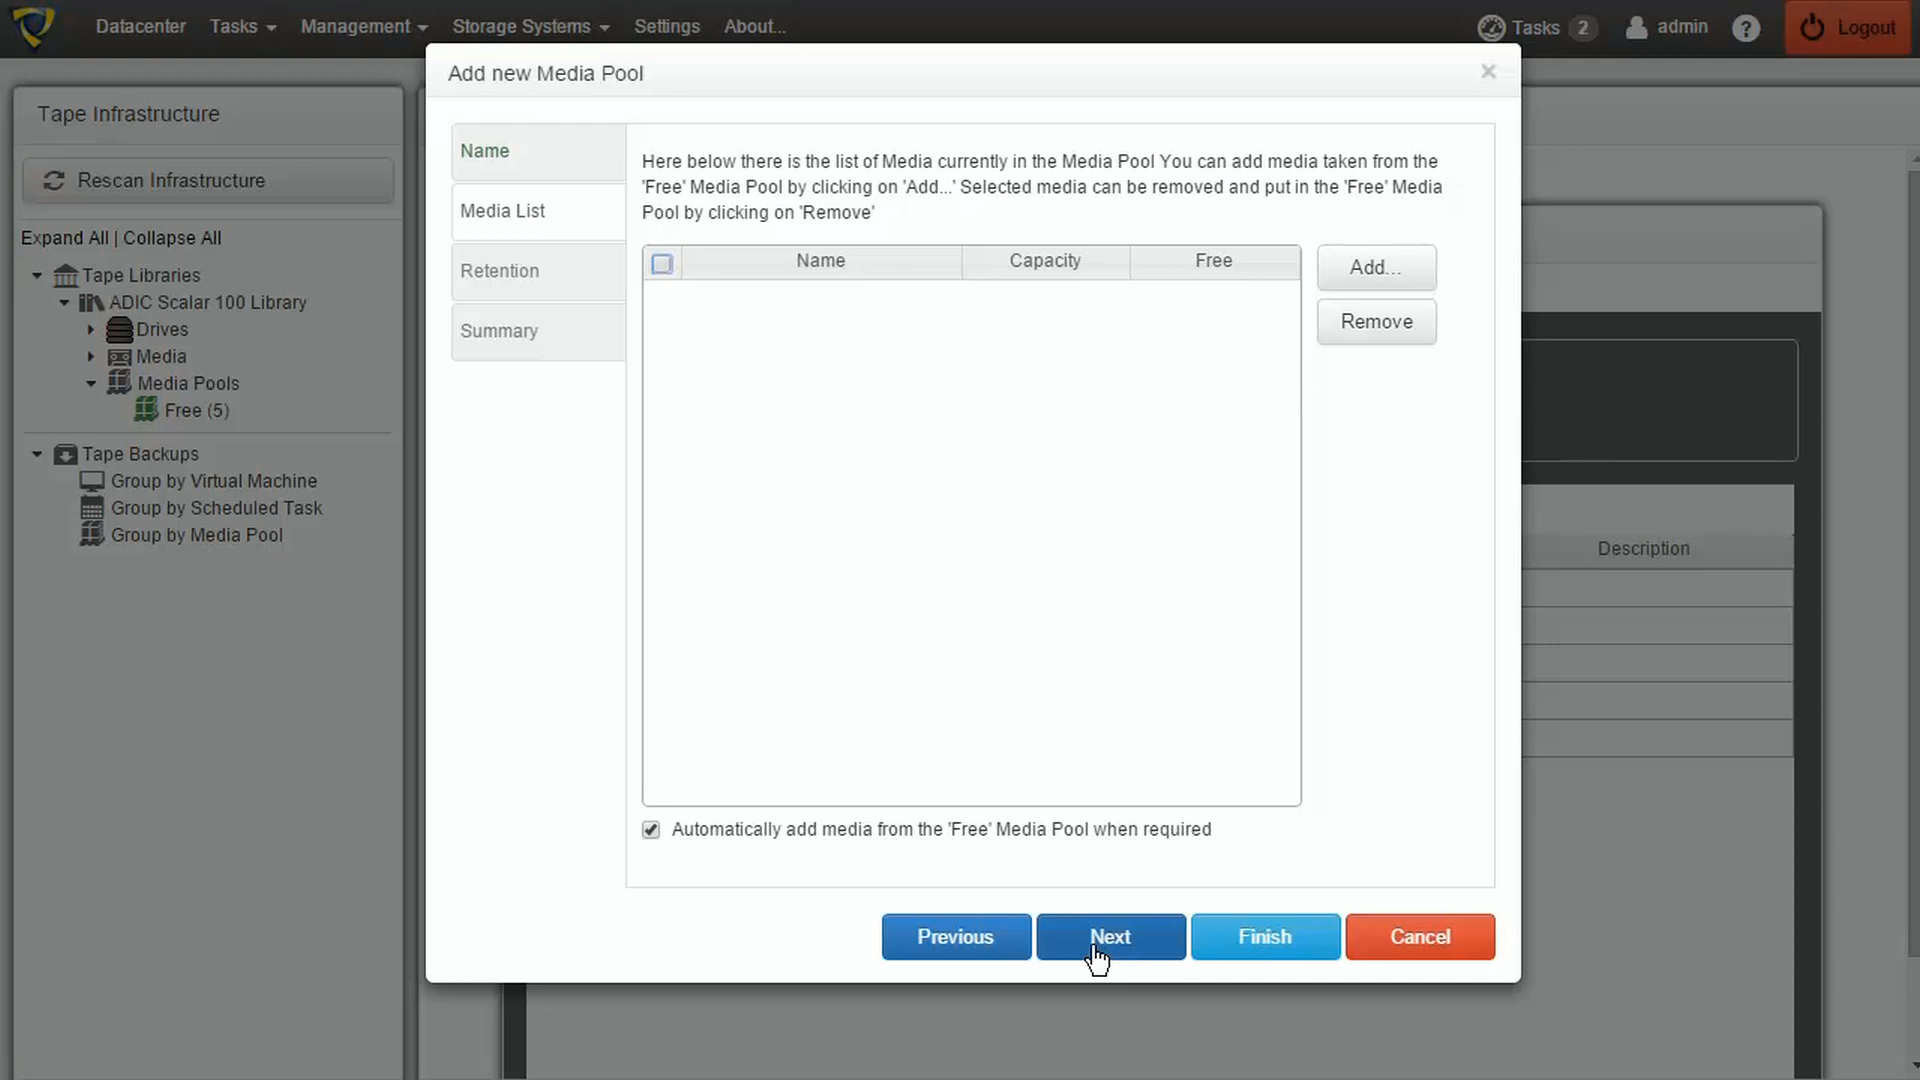 Datacenter Tasks Management Storage Systems Settings About... Tasks 2 admin ? Logout
Add new Media Pool ×
Tape Infrastructure
Rescan Infrastructure
Expand All | Collapse All
Tape Libraries
ADIC Scalar 100 Library
Drives
Media
Media Pools
Free (5)
Tape Backups
Group by Virtual Machine
Group by Scheduled Task
Group by Media Pool
Name
Media List
Retention
Summary
Here below there is the list of Media currently in the Media Pool You can add media taken from the
'Free' Media Pool by clicking on 'Add...' Selected media can be removed and put in the 'Free' Media
Pool by clicking on 'Remove'
Name Capacity Free
Add...
Remove
Automatically add media from the 'Free' Media Pool when required
Previous Next Finish Cancel
Description